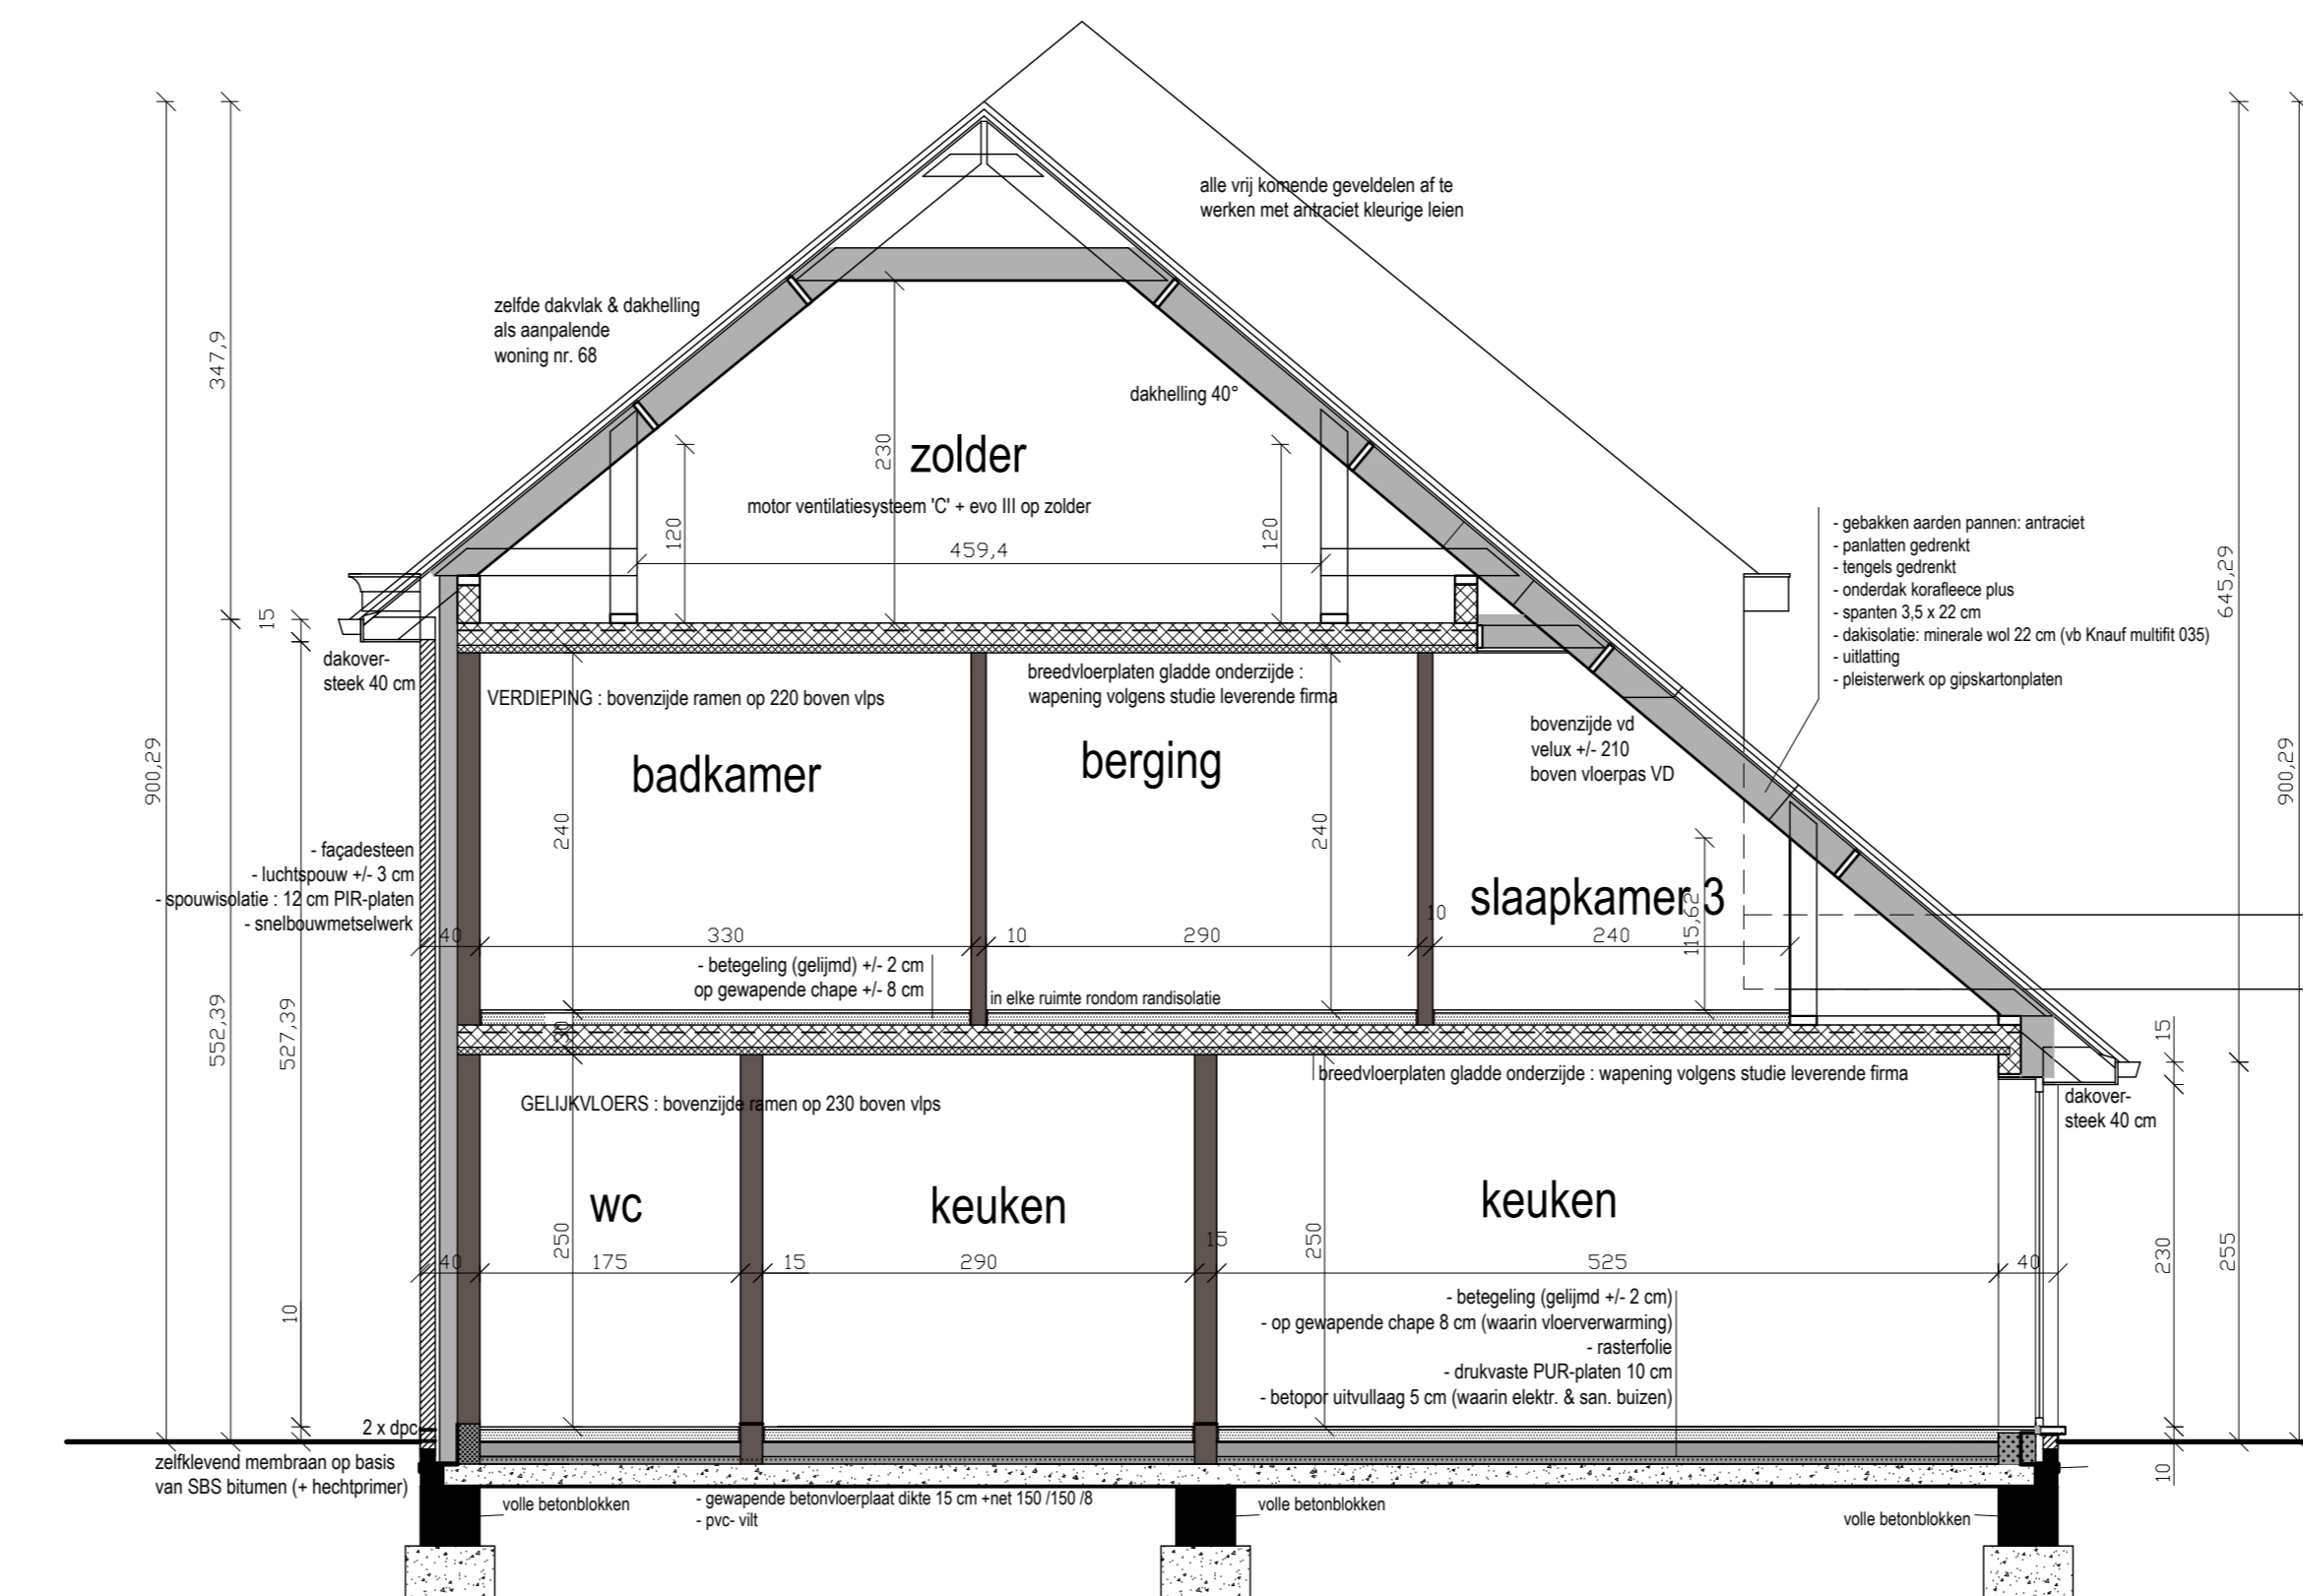 alle vrij komende geveldelen af te
werken met antraciet kleurige leien
zelfde dakvlak & dakhelling
als aanpalende
woning nr. 68
347,9
dakhelling 40°
zolder
230
motor ventilatiesysteem 'C' + evo III op zolder
120
120
459,4
- gebakken aarden pannen: antraciet
- panlatten gedrenkt
- tengels gedrenkt
- onderdak korafleece plus
- spanten 3,5 x 22 cm
- dakisolatie: minerale wol 22 cm (vb Knauf multifit 035)
- uitlatting
- pleisterwerk op gipskartonplaten
645,29
15
dakover-
steek 40 cm
VERDIEPING : bovenzijde ramen op 220 boven vlps
breedvloerplaten gladde onderzijde :
wapening volgens studie leverende firma
bovenzijde vd
velux +/- 210
boven vloerpas VD
900,29
900,29
badkamer
berging
240
240
- façadesteen
- luchtspouw +/- 3 cm
- spouwisolatie : 12 cm PIR-platen
- snelbouwmetselwerk
slaapkamer 3
115,62
40
330
10
290
10
240
- betegeling (gelijmd) +/- 2 cm
op gewapende chape +/- 8 cm
in elke ruimte rondom randisolatie
552,39
527,39
30
15
breedvloerplaten gladde onderzijde : wapening volgens studie leverende firma
GELIJKVLOERS : bovenzijde ramen op 230 boven vlps
dakover-
steek 40 cm
wc
keuken
keuken
250
250
230
255
40
175
15
290
15
525
40
10
- betegeling (gelijmd +/- 2 cm)
- op gewapende chape 8 cm (waarin vloerverwarming)
- rasterfolie
- drukvaste PUR-platen 10 cm
- betopor uitvullaag 5 cm (waarin elektr. & san. buizen)
2 x dpc
zelfklevend membraan op basis
van SBS bitumen (+ hechtprimer)
10
volle betonblokken
- gewapende betonvloerplaat dikte 15 cm +net 150 /150 /8
- pvc- vilt
volle betonblokken
volle betonblokken